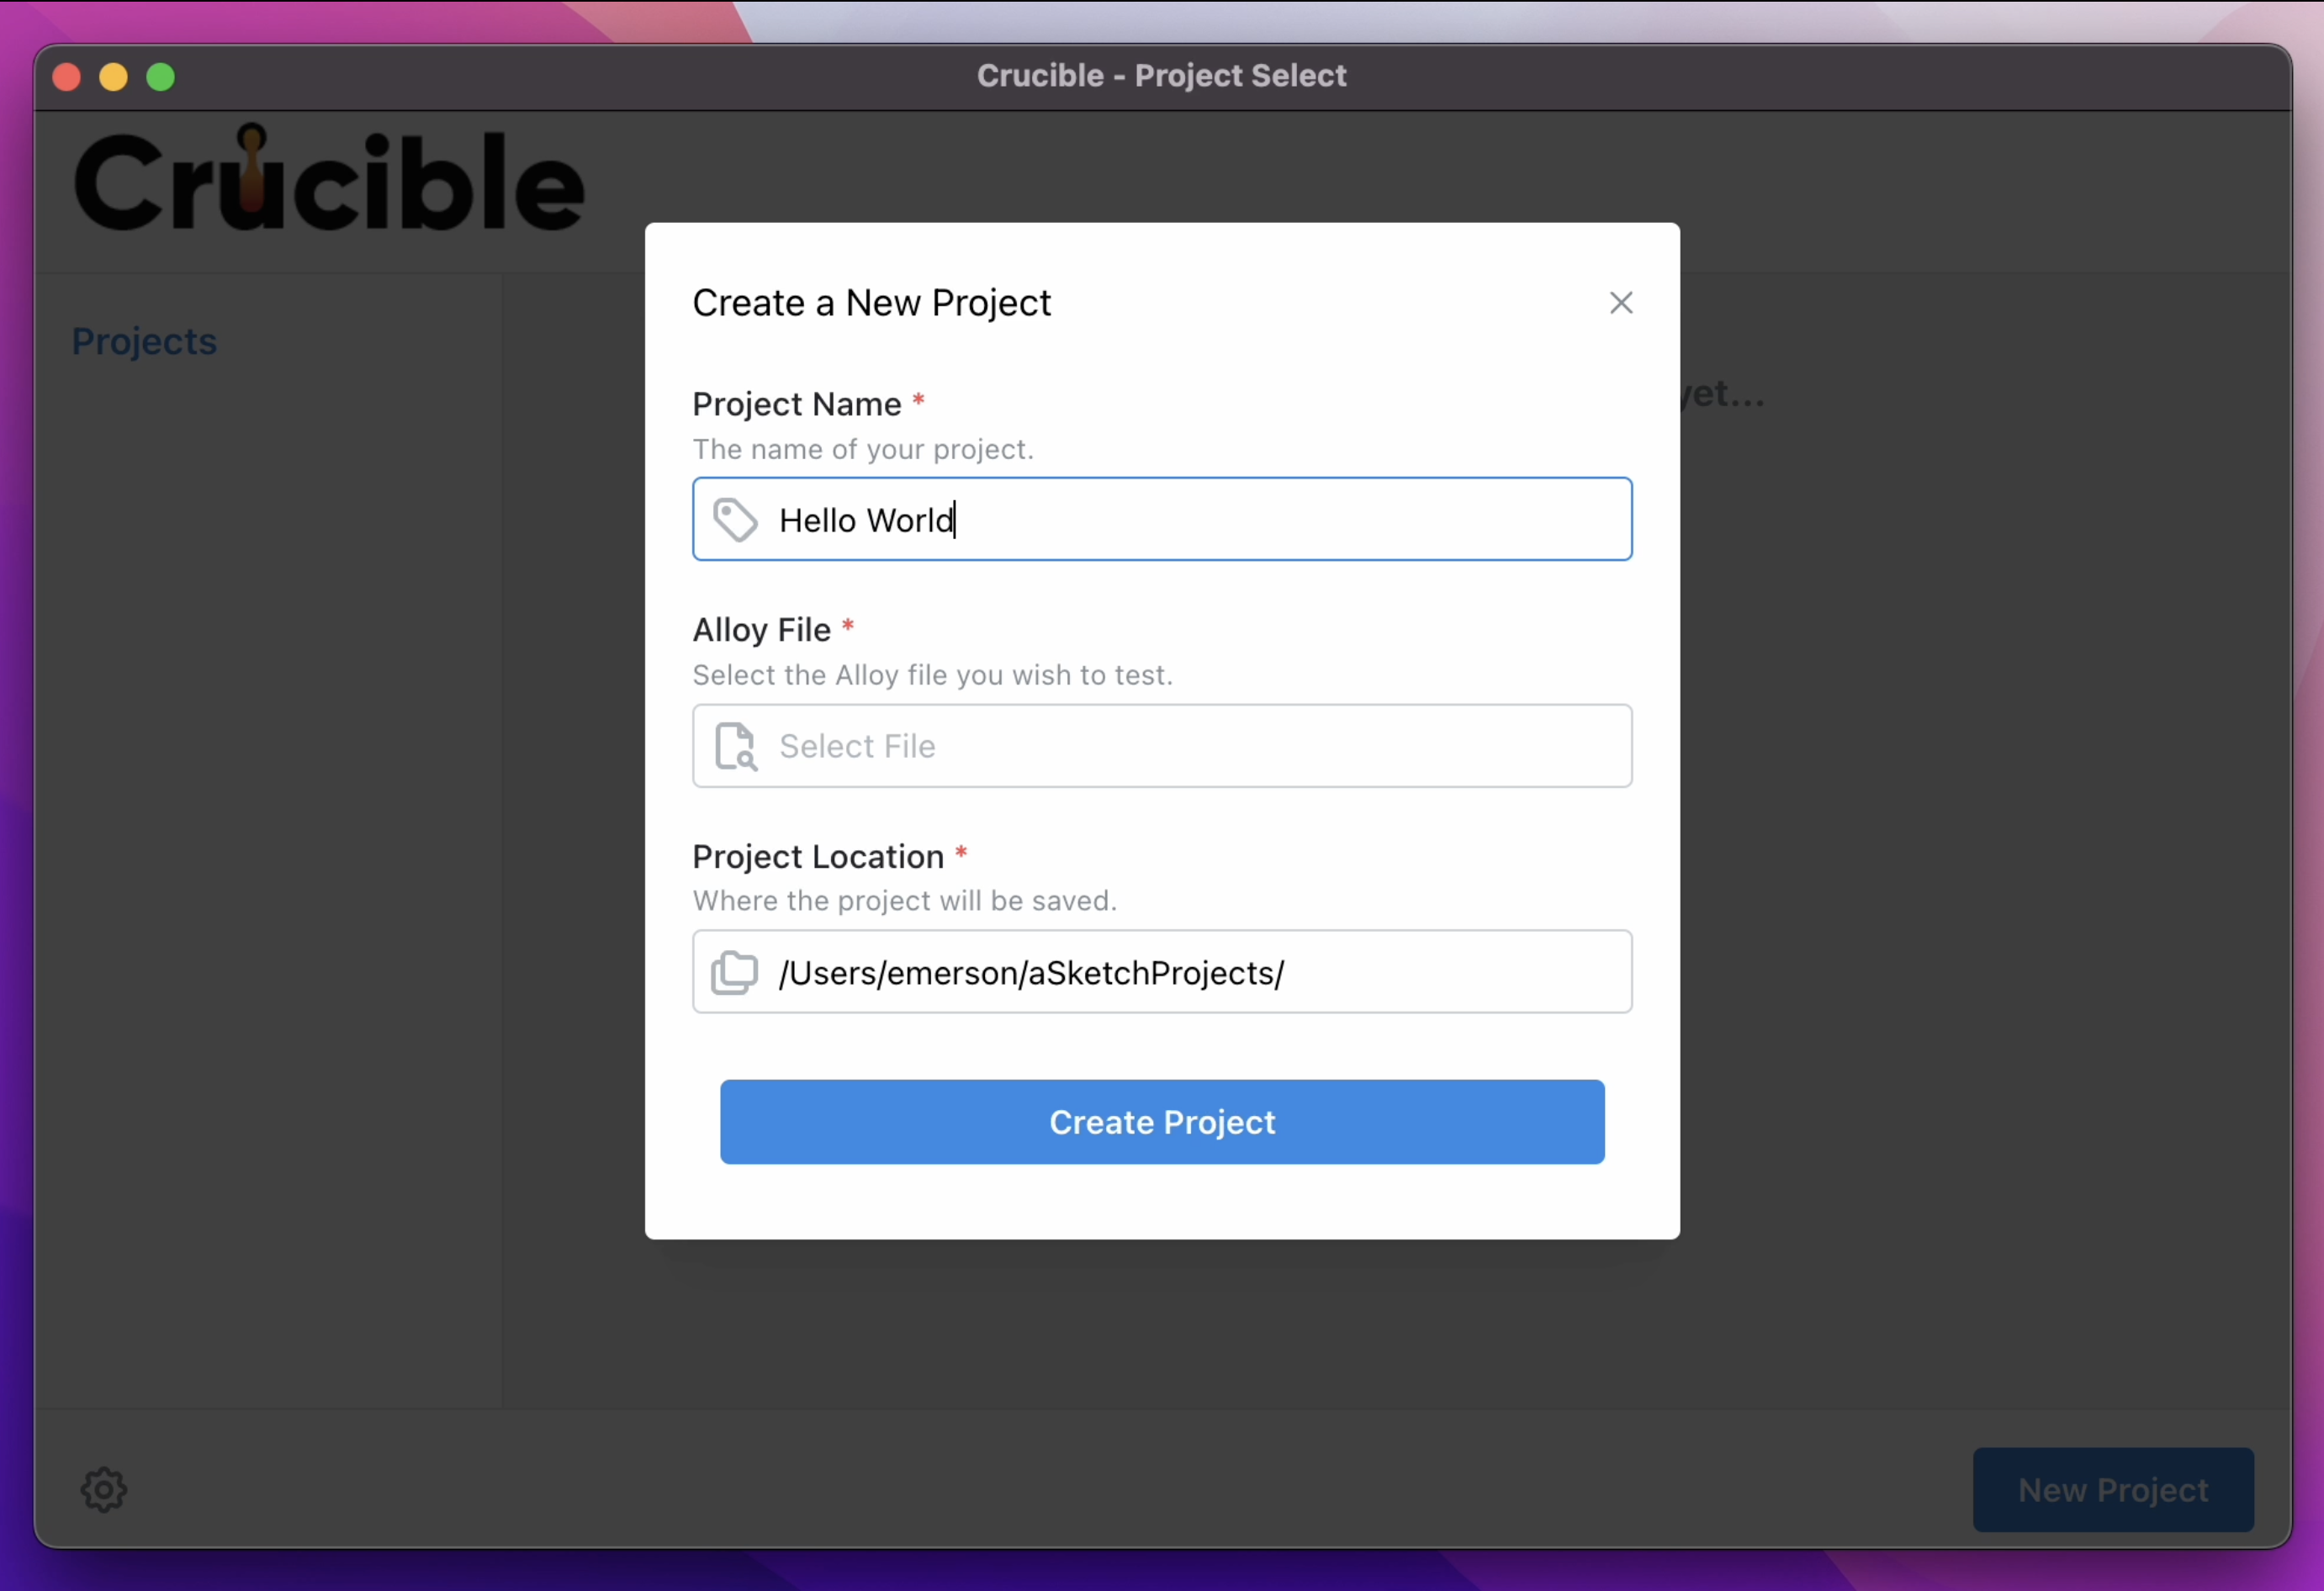 Crucible - Project Select
Crucible
Projects
yet...
Create a New Project
Project Name *
The name of your project.
Hello World
Alloy File *
Select the Alloy file you wish to test.
Select File
Project Location *
Where the project will be saved.
/Users/emerson/aSketchProjects/
Create Project
New Project